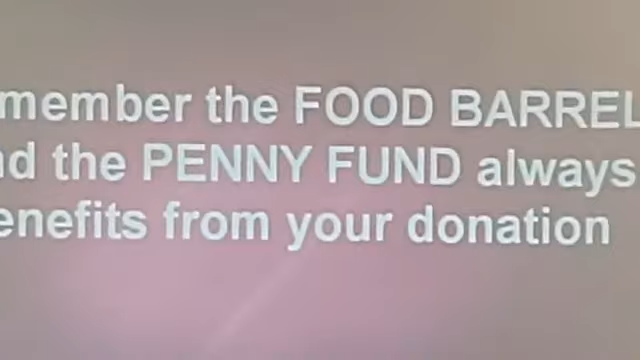 member the FOOD BARREL
nd the PENNY FUND always
enefits from your donation